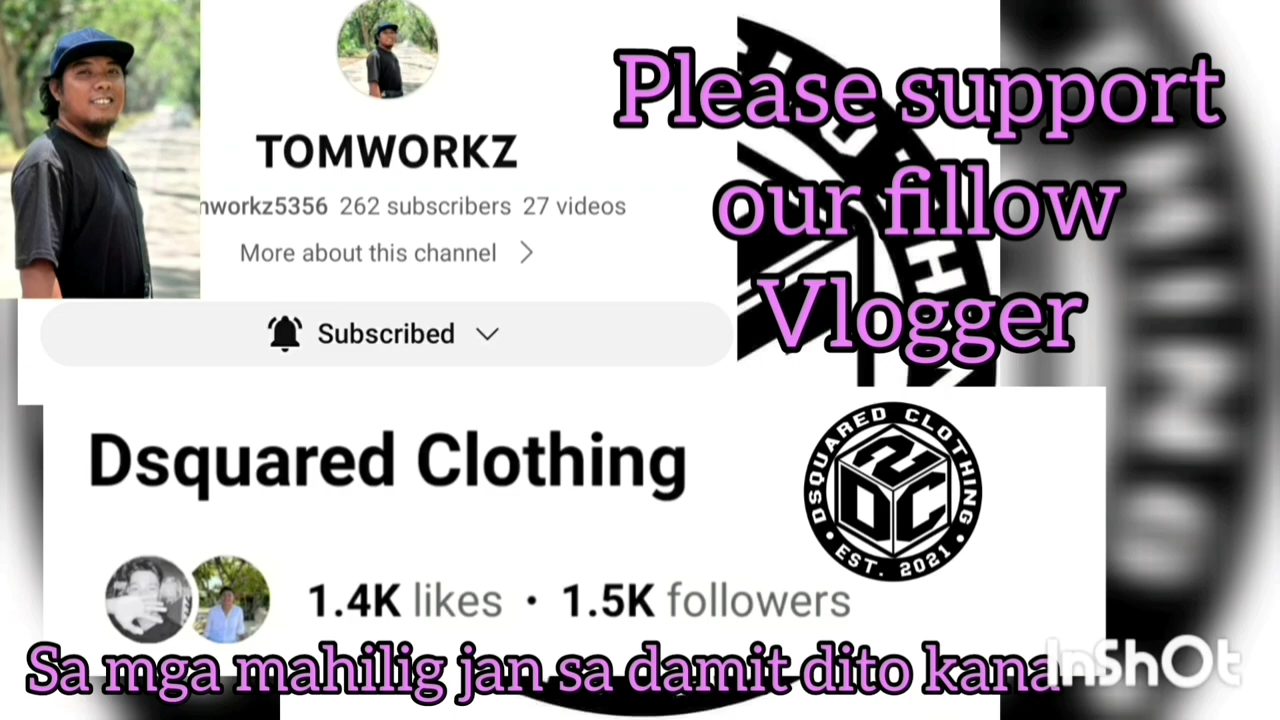 Please support
our fillow
Vlogger
TOMWORKZ
nworkz5356 262 subscribers 27 videos
More about this channel
Subscribed
Dsquared Clothing
DSQUARED CLOTHING
2DC
• EST. 2021 •
1.4K likes • 1.5K followers
Sa mga mahilig jan sa damit dito kana
InShOt